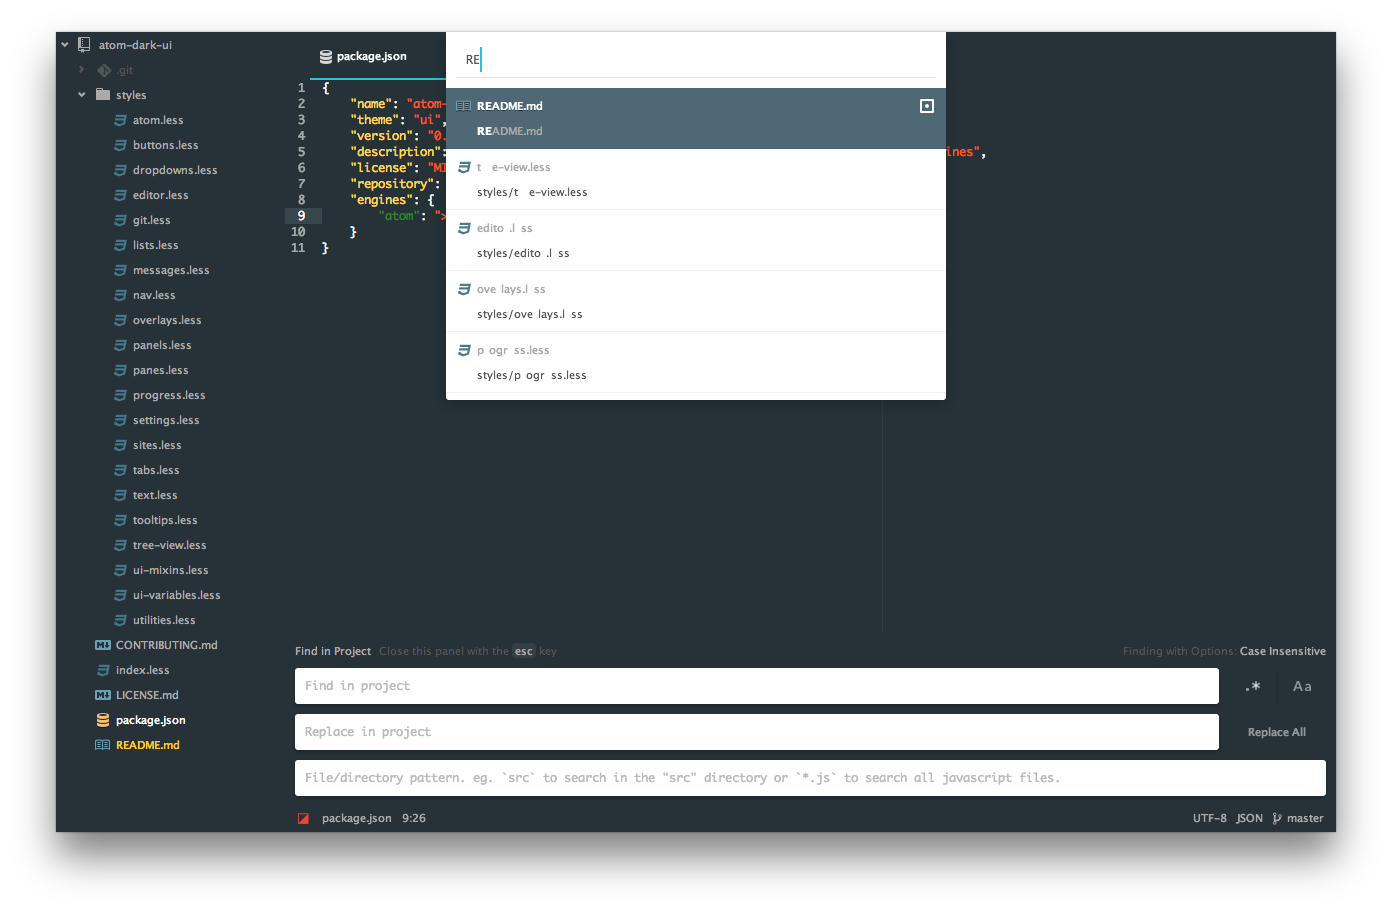 atom-dark-ui
.git
styles
atom.less
buttons.less
dropdowns.less
editor.less
git.less
lists.less
messages.less
nav.less
overlays.less
panels.less
panes.less
progress.less
settings.less
sites.less
tabs.less
text.less
tooltips.less
tree-view.less
ui-mixins.less
ui-variables.less
utilities.less
CONTRIBUTING.md
index.less
LICENSE.md
package.json
README.md
package.json
1 {
2 "name": "atom-
3 "theme": "ui",
4 "version": "0.
5 "description": ines",
6 "license": "MI
7 "repository":
8 "engines": {
9 "atom": ">
10 }
11 }
RE
README.md
README.md
t e-view.less
styles/t e-view.less
edito .l ss
styles/edito .l ss
ove lays.l ss
styles/ove lays.l ss
p ogr ss.less
styles/p ogr ss.less
Find in Project Close this panel with the esc key Finding with Options: Case Insensitive
Find in project .* Aa
Replace in project Replace All
File/directory pattern. eg. `src` to search in the "src" directory or `*.js` to search all javascript files.
package.json 9:26 UTF-8 JSON master